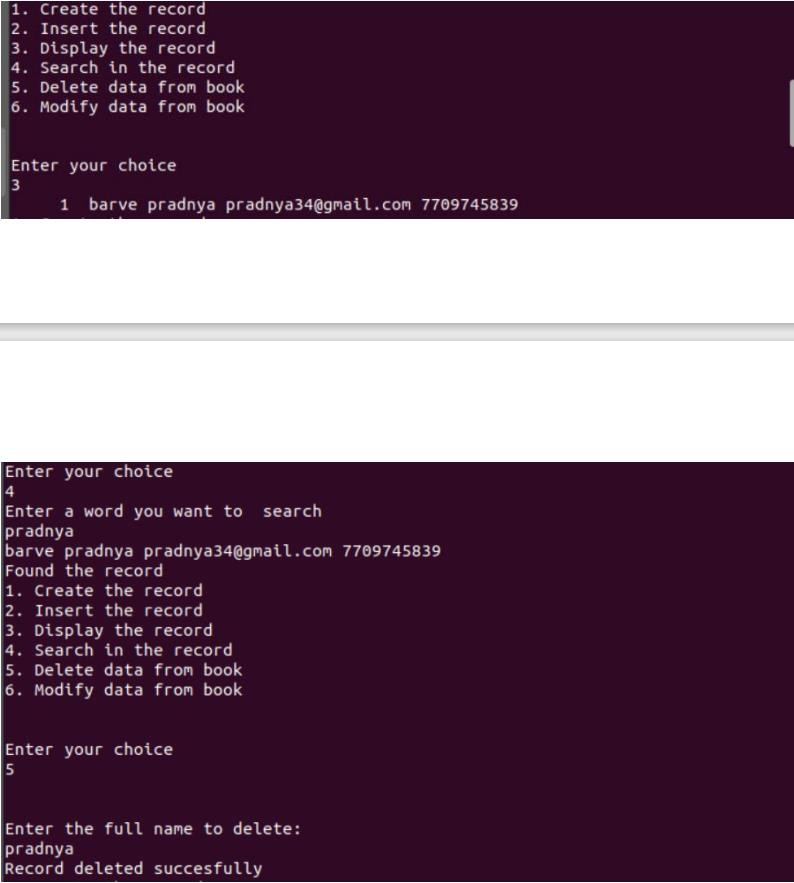 1. Create the record
2. Insert the record
3. Display the record
4. Search in the record
5. Delete data from book
6. Modify data from book
Enter your choice
3
1  barve pradnya pradnya34@gmail.com 7709745839
Enter your choice
4
Enter a word you want to  search
pradnya
barve pradnya pradnya34@gmail.com 7709745839
Found the record
1. Create the record
2. Insert the record
3. Display the record
4. Search in the record
5. Delete data from book
6. Modify data from book
Enter your choice
5
Enter the full name to delete:
pradnya
Record deleted succesfully